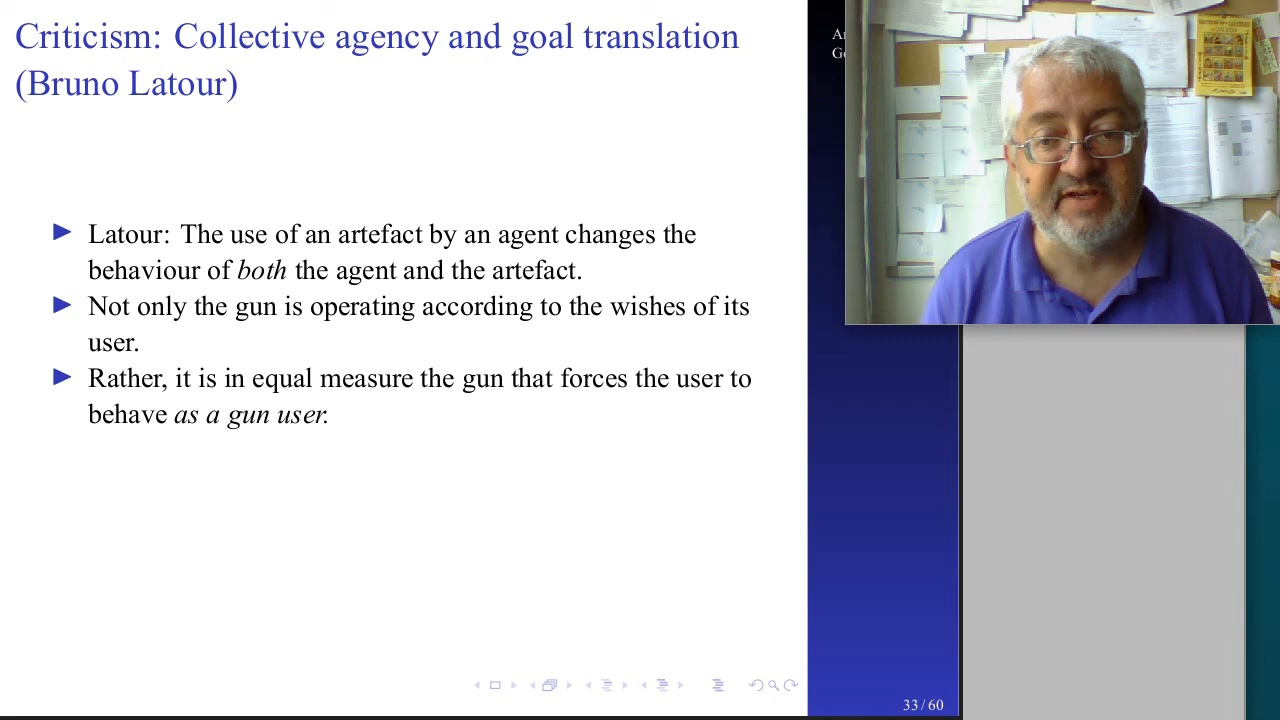 Criticism: Collective agency and goal translation
(Bruno Latour)
Latour: The use of an artefact by an agent changes the
behaviour of both the agent and the artefact.
Not only the gun is operating according to the wishes of its
user.
Rather, it is in equal measure the gun that forces the user to
behave as a gun user.
33 / 60